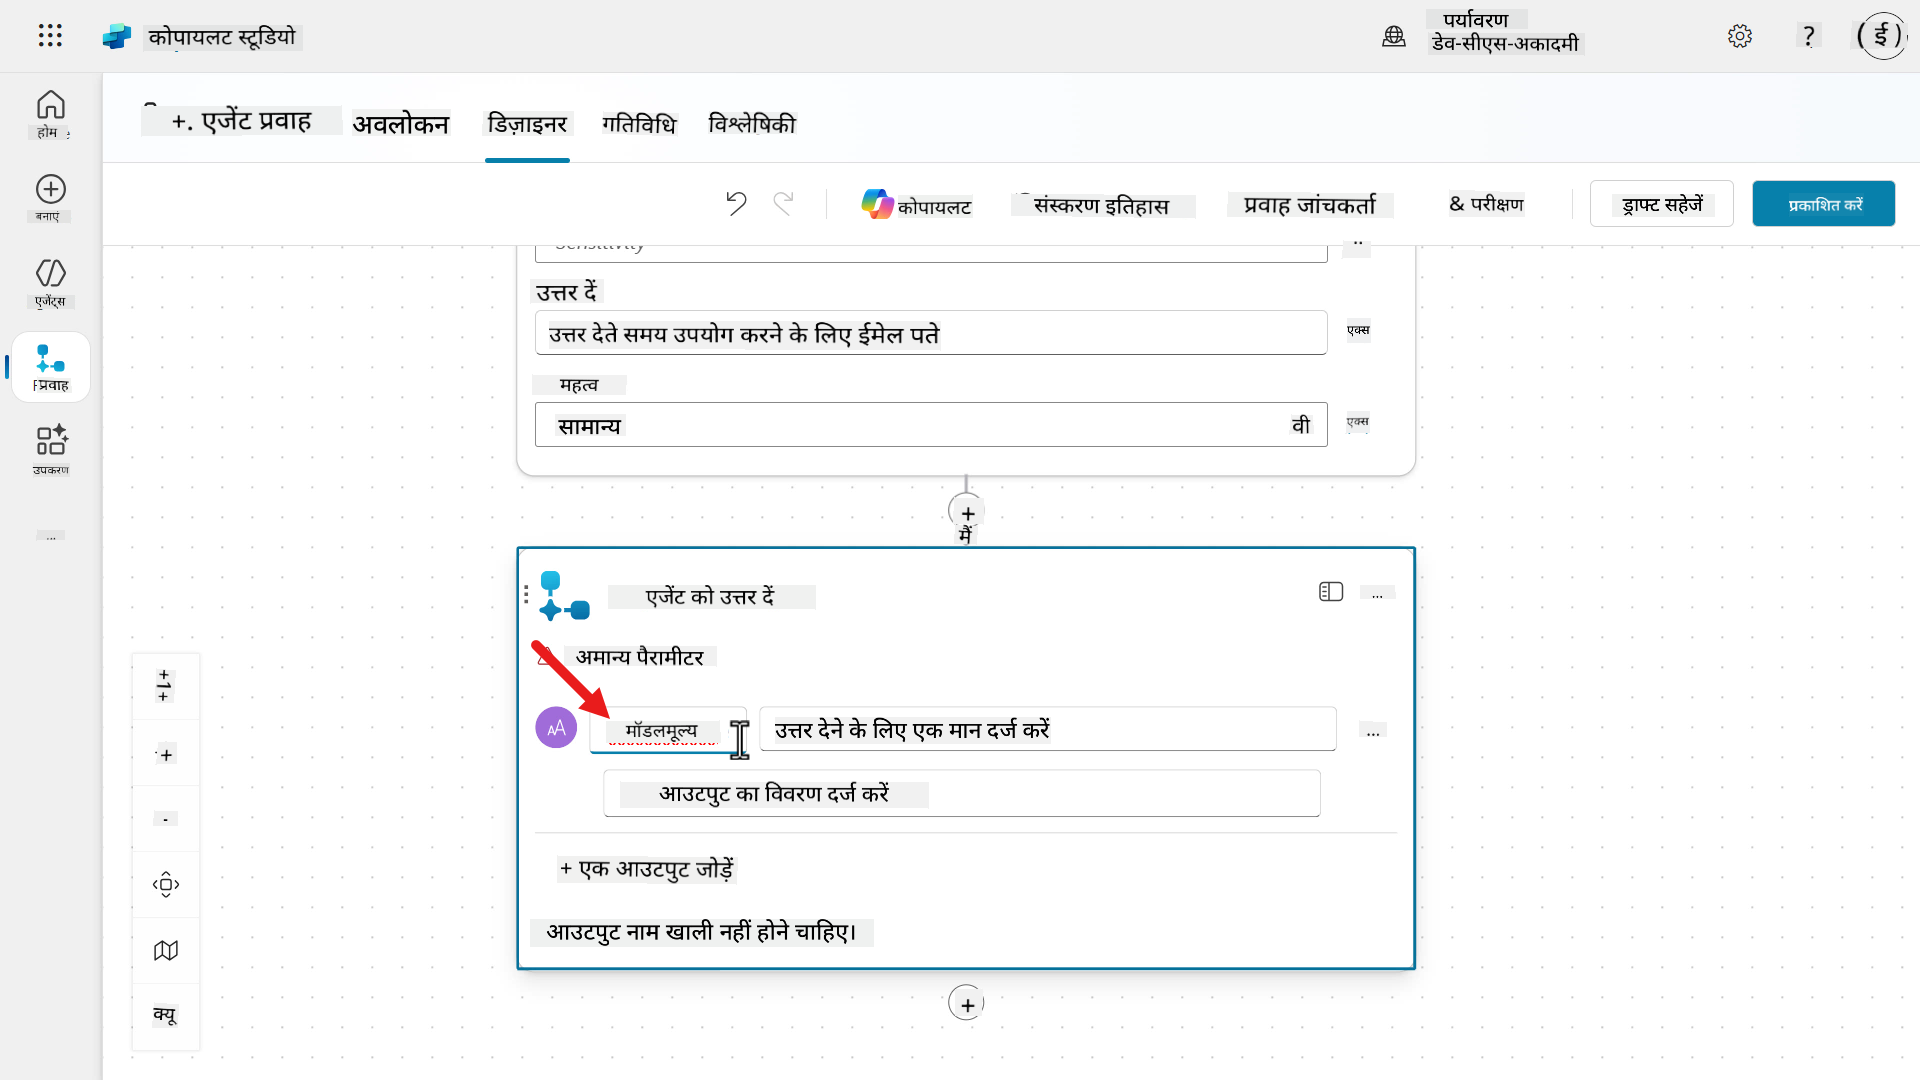 कोपायलट स्टूडियो
पर्यावरण
डेव-सीएस-अकादमी
?
( ई )
होम
बनाएं
एजेंट्स
प्रवाह
उपकरण
...
+. एजेंट प्रवाह
अवलोकन
डिज़ाइनर
गतिविधि
विश्लेषिकी
कोपायलट
संस्करण इतिहास
प्रवाह जांचकर्ता
& परीक्षण
ड्राफ्ट सहेजें
प्रकाशित करें
Sensitivity
उत्तर दें
उत्तर देते समय उपयोग करने के लिए ईमेल पते
एक्स
महत्व
सामान्य
वी
एक्स
+
मैं
एजेंट को उत्तर दें
...
अमान्य पैरामीटर
AA
मॉडलमूल्य
उत्तर देने के लिए एक मान दर्ज करें
...
आउटपुट का विवरण दर्ज करें
+ एक आउटपुट जोड़ें
आउटपुट नाम खाली नहीं होने चाहिए।
+
+
-
क्यू